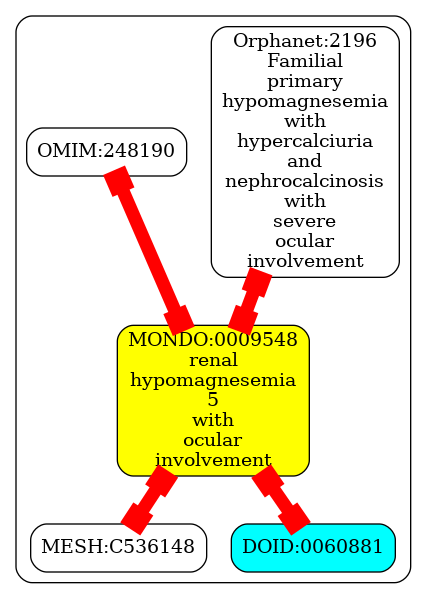 Orphanet:2196
Familial
primary
hypomagnesemia
with
hypercalciuria
and
nephrocalcinosis
with
severe
ocular
involvement
OMIM:248190
MONDO:0009548
renal
hypomagnesemia
5
with
ocular
involvement
MESH:C536148
DOID:0060881